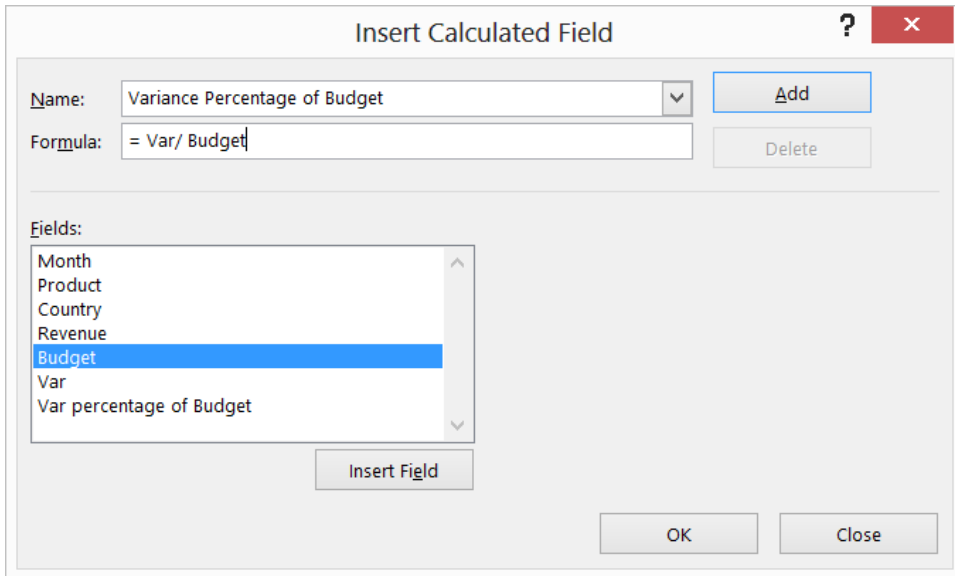 Insert Calculated Field ?
Name: Variance Percentage of Budget Add
Formula: = Var/ Budget Delete
Fields:
Month
Product
Country
Revenue
Budget
Var
Var percentage of Budget
Insert Field
OK Close